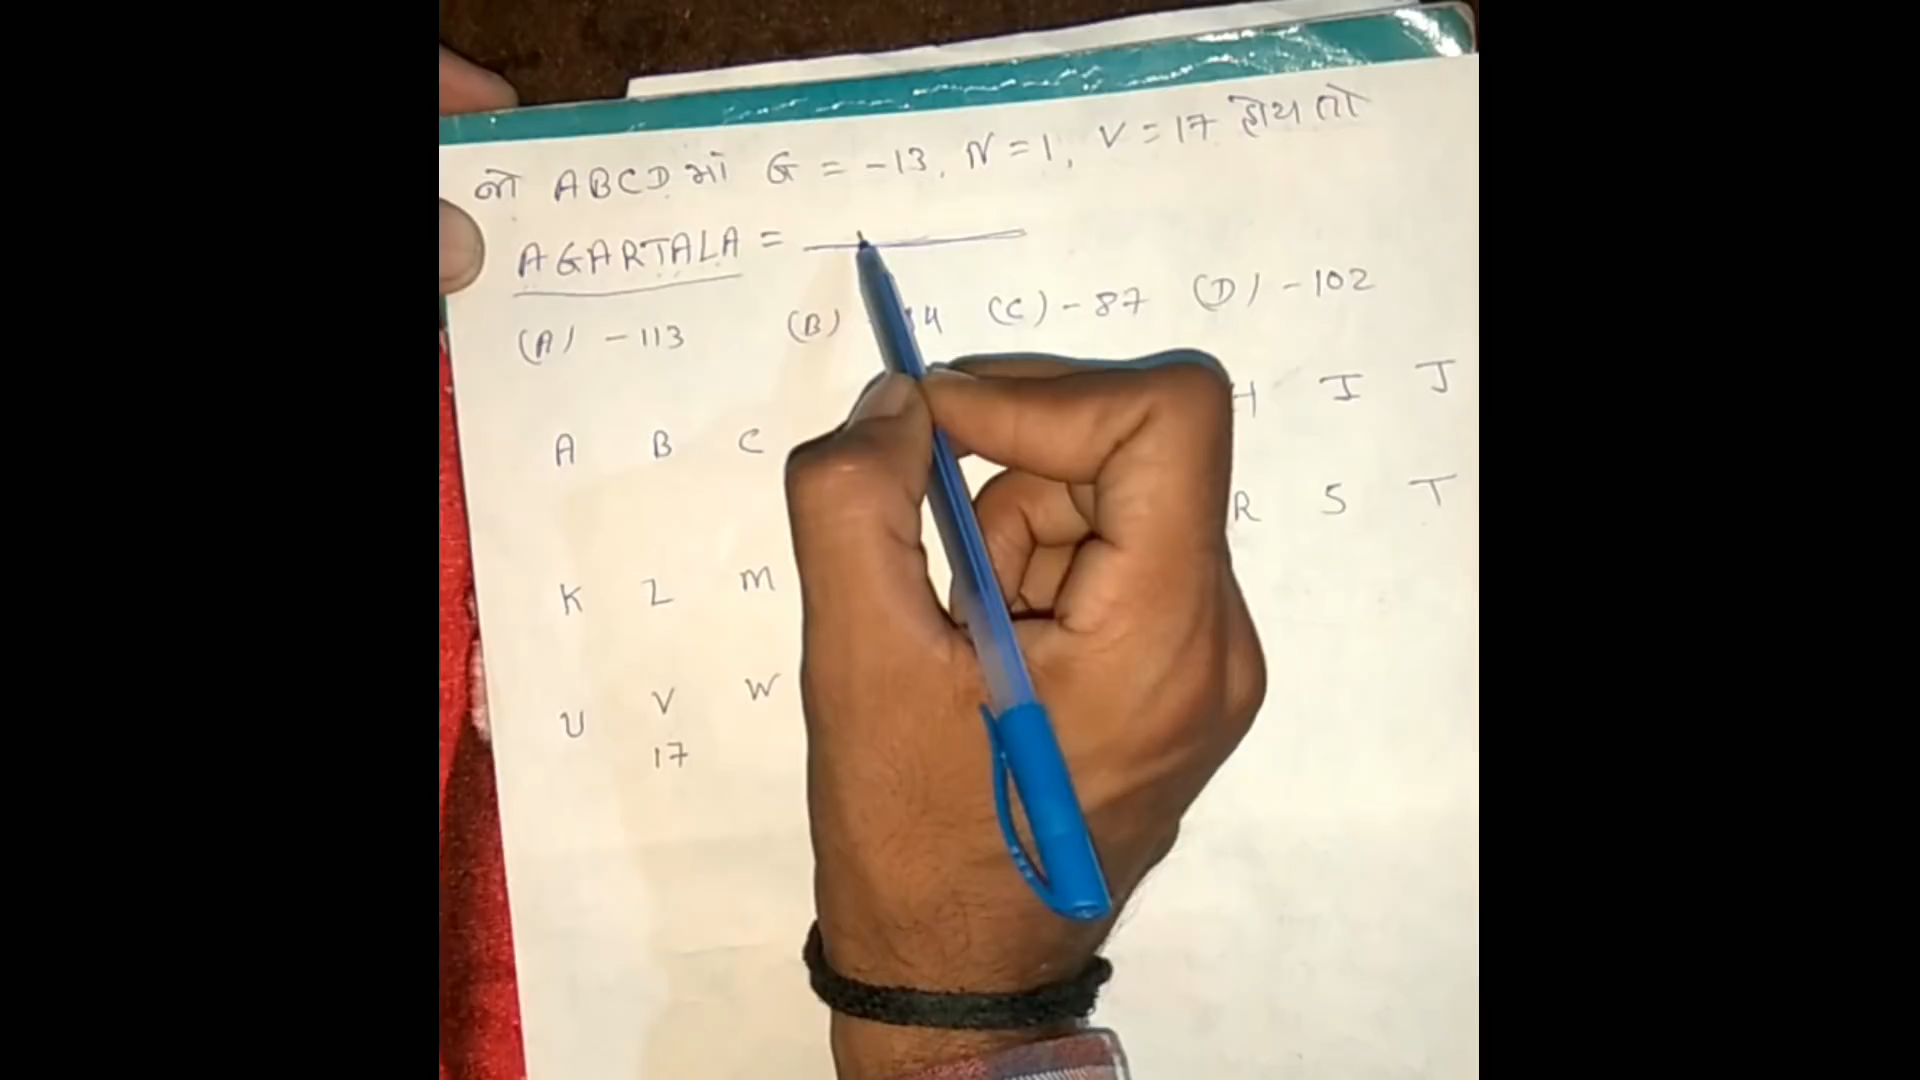 જો ABCD માં G = -13, N = 1, V = 17 હોય તો
AGARTALA =
(A) -113 (B) (C) -87 (D) -102
A B C H I J
R S T
K L M
U V W
17